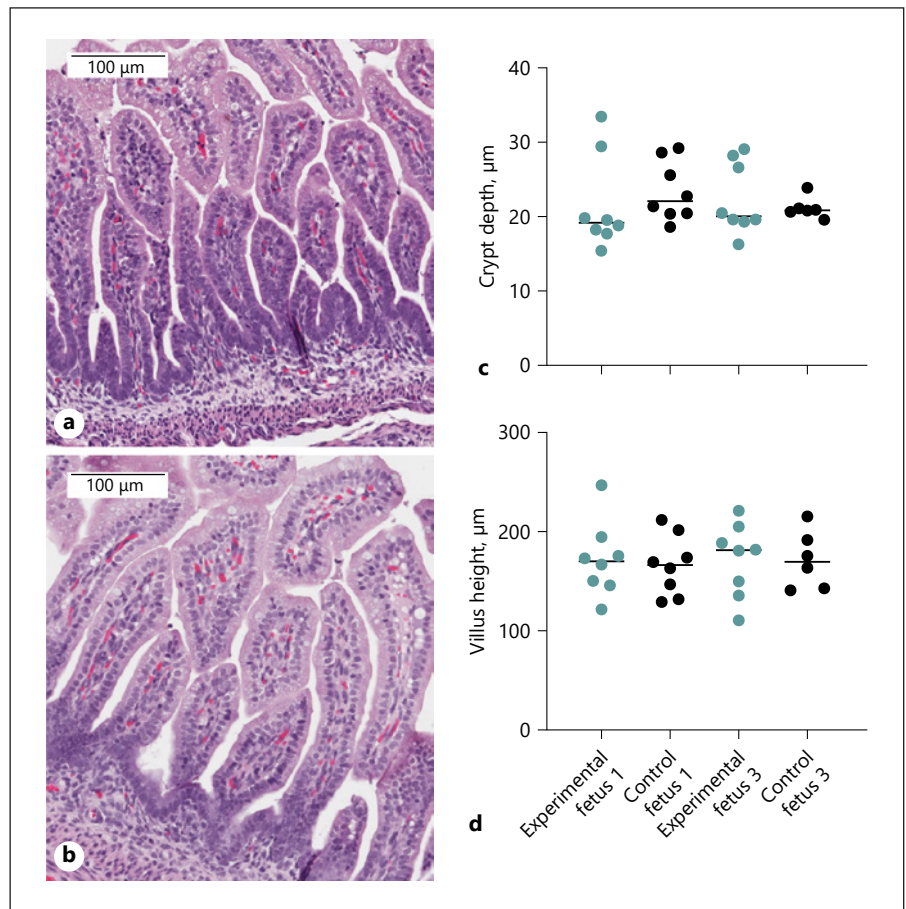 100 µm
a
100 µm
b
Crypt depth, µm
40
30
20
10
0
c
Villus height, µm
300
200
100
0
Experimental
fetus 1
Control
fetus 1
Experimental
fetus 3
Control
fetus 3
d